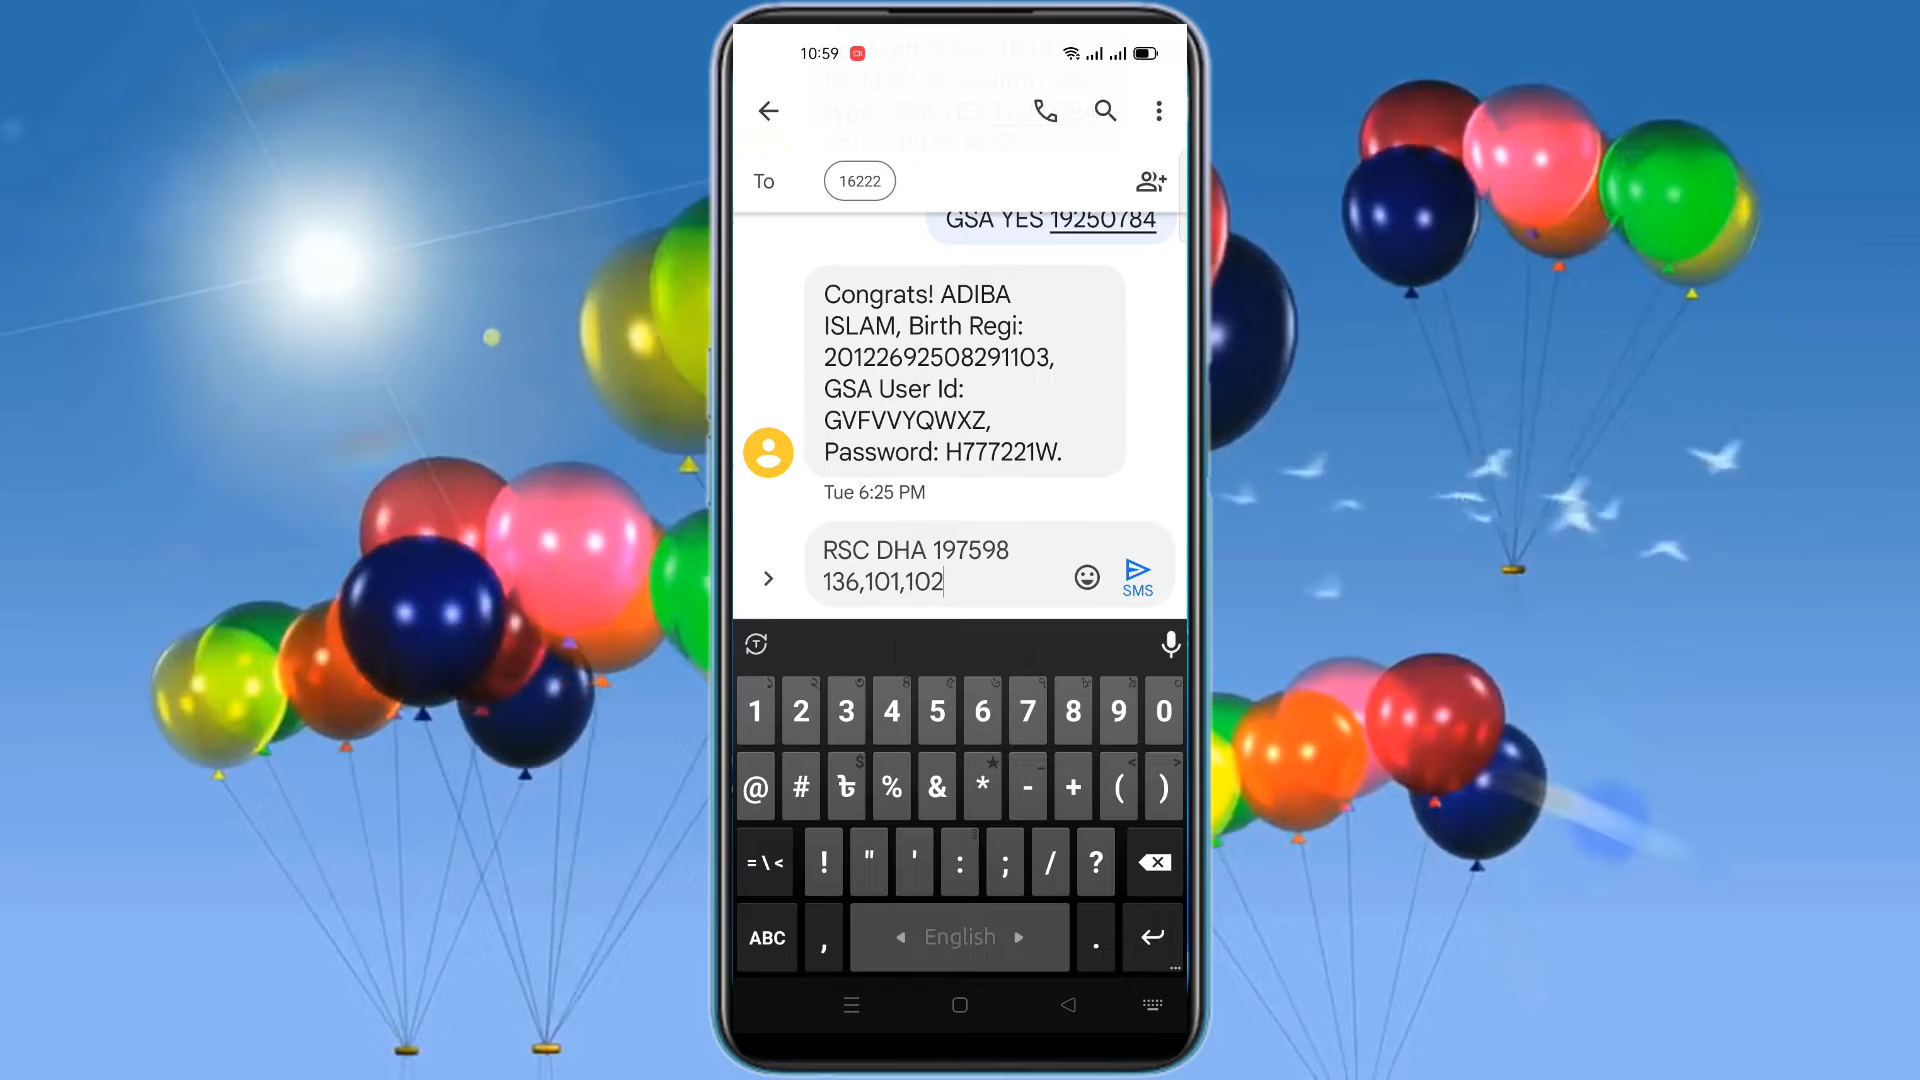 10:59
To 16222
GSA YES 19250784
Congrats! ADIBA
ISLAM, Birth Regi:
20122692508291103,
GSA User Id:
GVFVVYQWXZ,
Password: H777221W.
Tue 6:25 PM
RSC DHA 197598
136,101,102
SMS
1 2 3 4 5 6 7 8 9 0
@ # ৳ % & * - + ( )
=\< ! " ' : ; / ?
ABC , English .